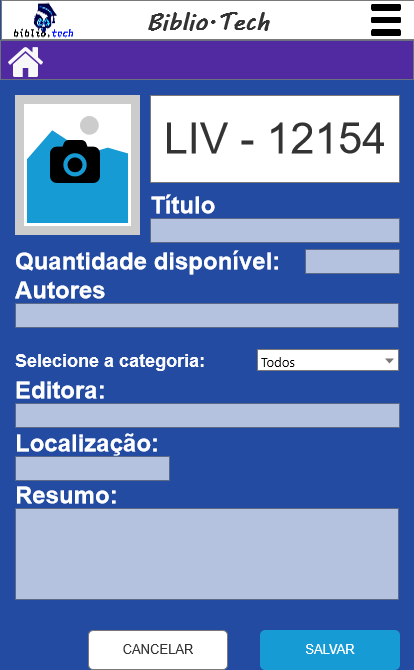 biblio.tech
Biblio·Tech
LIV - 12154
Título
Quantidade disponível:
Autores
Selecione a categoria:
Todos
Editora:
Localização:
Resumo:
CANCELAR
SALVAR